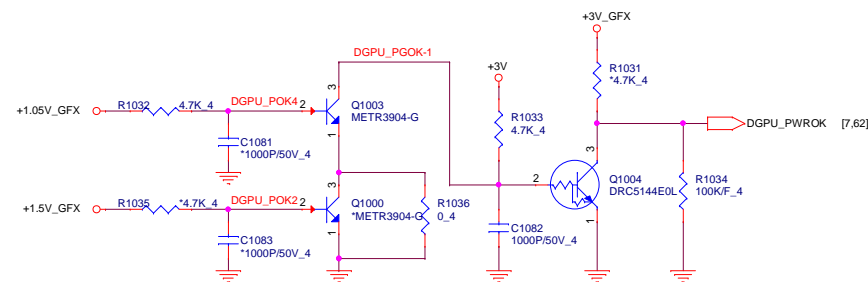 +3V_GFX
DGPU_PGOK-1
+3V
R1031
*4.7K_4
+1.05V_GFX
R1032
4.7K_4
DGPU_POK4
2
3
1
Q1003
METR3904-G
R1033
4.7K_4
DGPU_PWROK
[7,62]
C1081
*1000P/50V_4
2
3
1
Q1004
DRC5144E0L
R1034
100K/F_4
+1.5V_GFX
R1035
*4.7K_4
DGPU_POK2
2
3
1
Q1000
*METR3904-G
R1036
0_4
C1083
*1000P/50V_4
C1082
1000P/50V_4